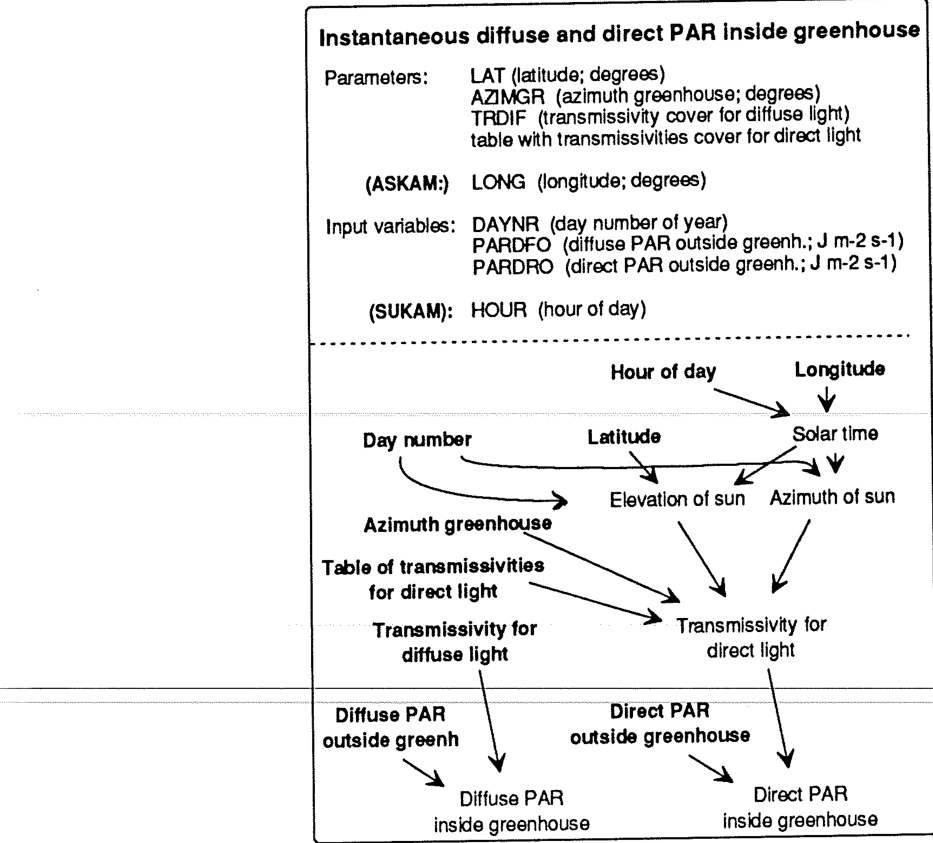 Instantaneous diffuse and direct PAR inside greenhouse
Parameters: LAT (latitude; degrees)
AZIMGR (azimuth greenhouse; degrees)
TRDIF (transmissivity cover for diffuse light)
table with transmissivities cover for direct light
(ASKAM:) LONG (longitude; degrees)
Input variables: DAYNR (day number of year)
PARDFO (diffuse PAR outside greenh.; J m-2 s-1)
PARDRO (direct PAR outside greenh.; J m-2 s-1)
(SUKAM): HOUR (hour of day)
Hour of day Longitude
Day number Latitude Solar time
Elevation of sun Azimuth of sun
Azimuth greenhouse
Table of transmissivities
for direct light
Transmissivity for
diffuse light
Transmissivity for
direct light
Diffuse PAR
outside greenh
Direct PAR
outside greenhouse
Diffuse PAR
inside greenhouse
Direct PAR
inside greenhouse